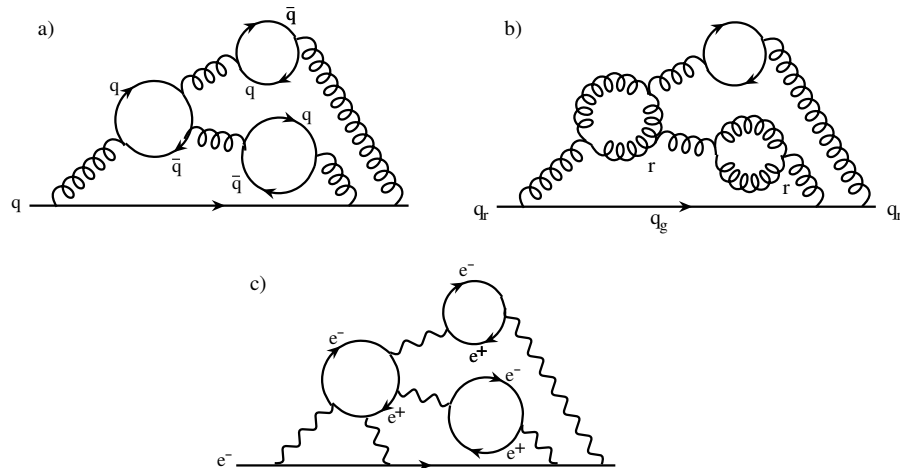 a)
q̄
q
q
q
q̄
q̄
q
b)
r
r
q_r
q_g
q_r
c)
e⁻
e⁻
e⁺
e⁻
e⁺
e⁺
e⁻